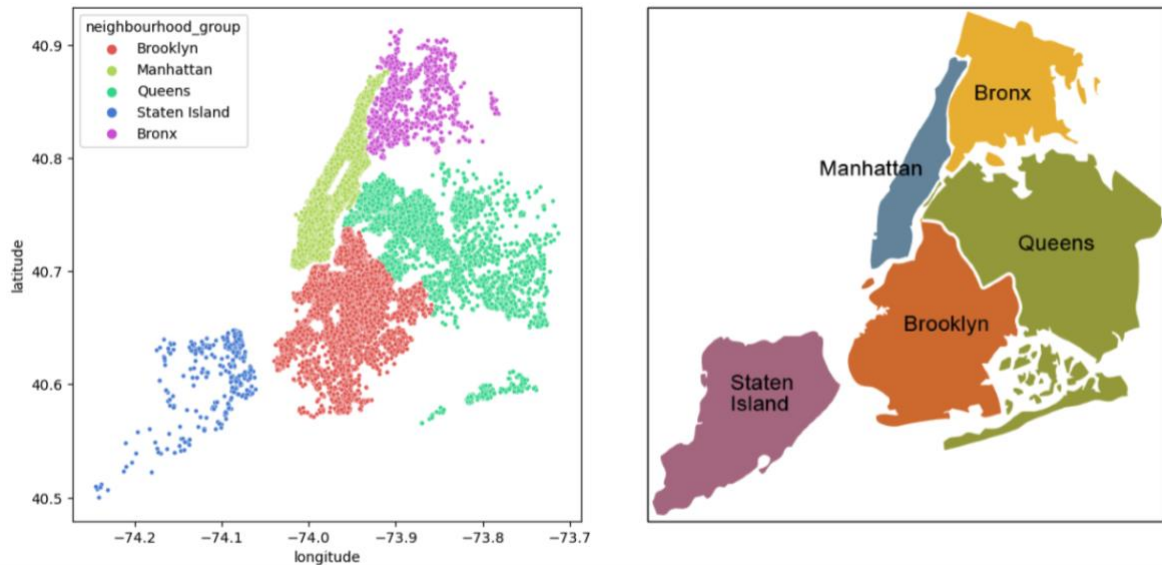 neighbourhood_group
Brooklyn
Manhattan
Queens
Staten Island
Bronx
40.9
40.8
40.7
40.6
40.5
latitude
−74.2
−74.1
−74.0
−73.9
−73.8
−73.7
longitude
Bronx
Manhattan
Queens
Brooklyn
Staten
Island